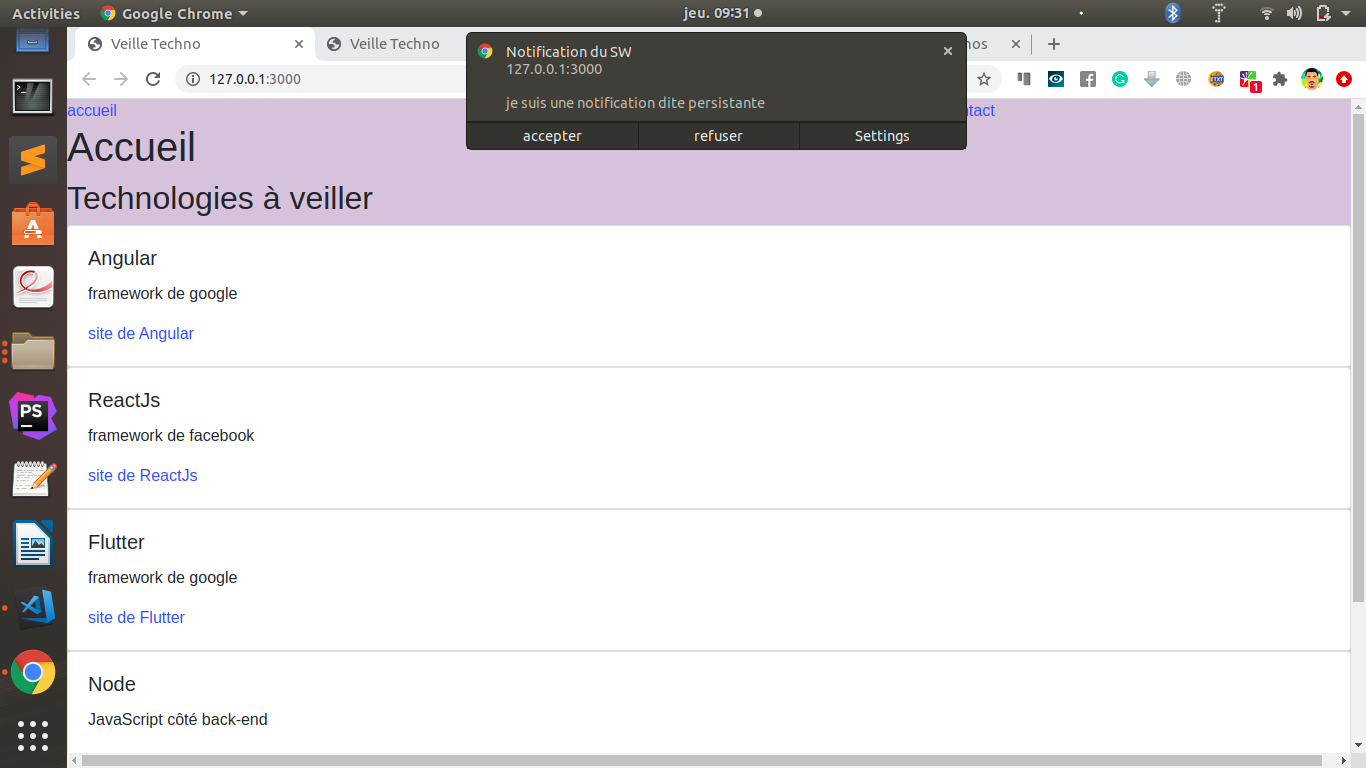 Activities
Google Chrome
jeu. 09:31
Veille Techno
Veille Techno
127.0.0.1:3000
TXT
1
Notification du SW
127.0.0.1:3000
je suis une notification dite persistante
accepter
refuser
Settings
accueil
Accueil
Technologies à veiller
Angular
framework de google
site de Angular
ReactJs
framework de facebook
site de ReactJs
Flutter
framework de google
site de Flutter
Node
JavaScript côté back-end
PS